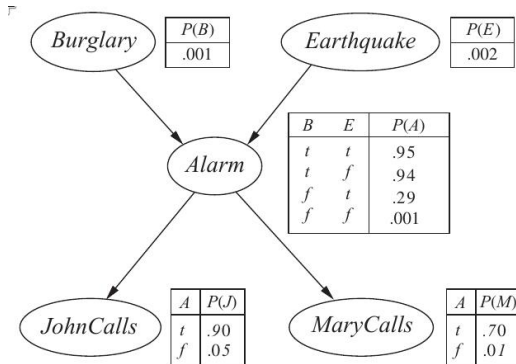 Burglary
P(B)
.001
Earthquake
P(E)
.002
Alarm
B E P(A)
t t .95
t f .94
f t .29
f f .001
JohnCalls
A P(J)
t .90
f .05
MaryCalls
A P(M)
t .70
f .01